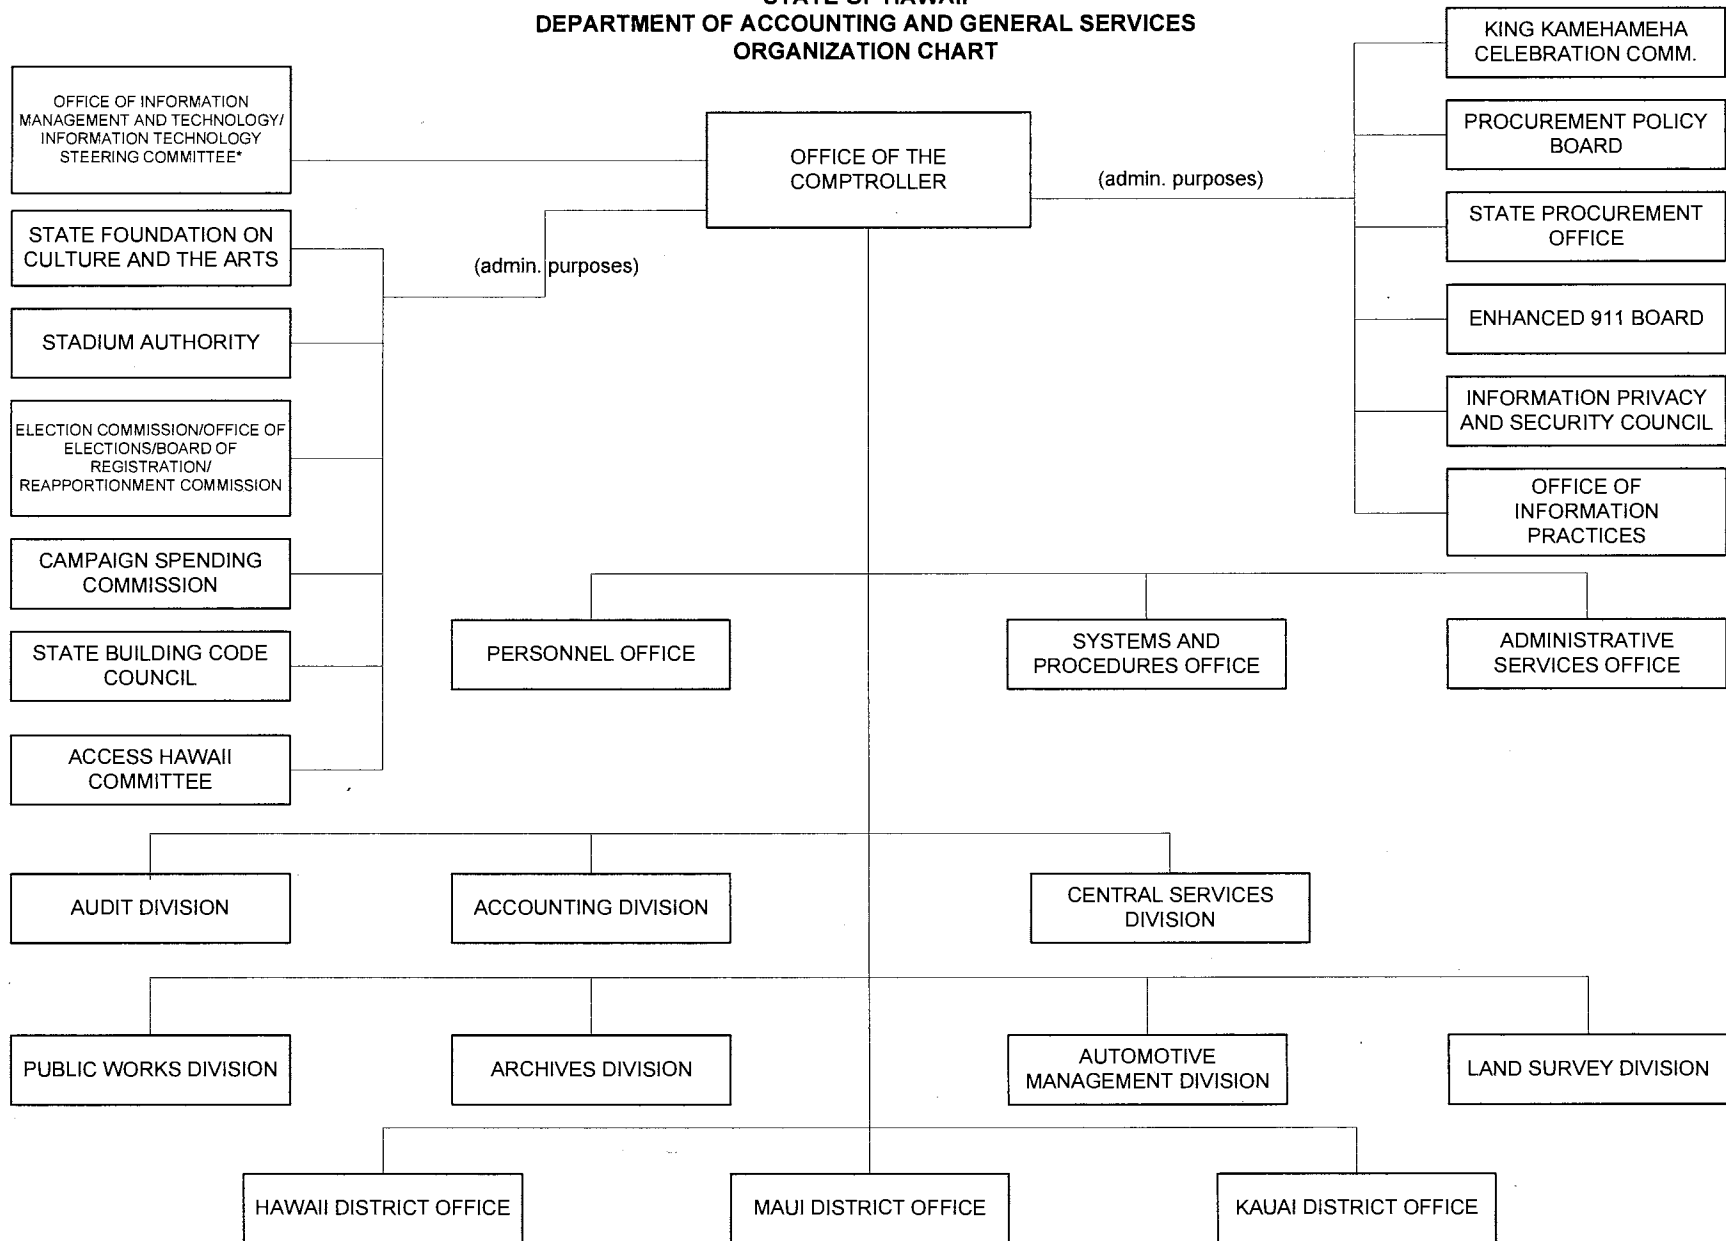 STATE OF HAWAII
DEPARTMENT OF ACCOUNTING AND GENERAL SERVICES
ORGANIZATION CHART
OFFICE OF INFORMATION
MANAGEMENT AND TECHNOLOGY/
INFORMATION TECHNOLOGY
STEERING COMMITTEE*
STATE FOUNDATION ON
CULTURE AND THE ARTS
STADIUM AUTHORITY
ELECTION COMMISSION/OFFICE OF
ELECTIONS/BOARD OF
REGISTRATION/
REAPPORTIONMENT COMMISSION
CAMPAIGN SPENDING
COMMISSION
STATE BUILDING CODE
COUNCIL
ACCESS HAWAII
COMMITTEE
OFFICE OF THE
COMPTROLLER
(admin. purposes)
(admin. purposes)
KING KAMEHAMEHA
CELEBRATION COMM.
PROCUREMENT POLICY
BOARD
STATE PROCUREMENT
OFFICE
ENHANCED 911 BOARD
INFORMATION PRIVACY
AND SECURITY COUNCIL
OFFICE OF
INFORMATION
PRACTICES
PERSONNEL OFFICE
SYSTEMS AND
PROCEDURES OFFICE
ADMINISTRATIVE
SERVICES OFFICE
AUDIT DIVISION
ACCOUNTING DIVISION
CENTRAL SERVICES
DIVISION
PUBLIC WORKS DIVISION
ARCHIVES DIVISION
AUTOMOTIVE
MANAGEMENT DIVISION
LAND SURVEY DIVISION
HAWAII DISTRICT OFFICE
MAUI DISTRICT OFFICE
KAUAI DISTRICT OFFICE